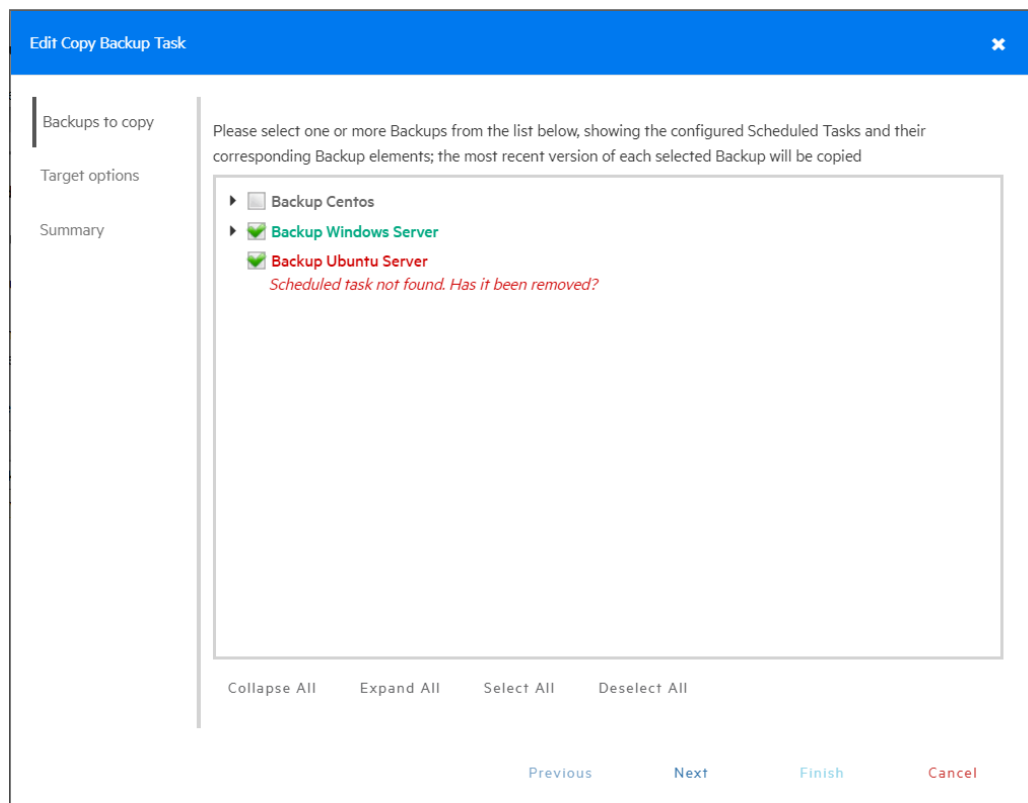 Edit Copy Backup Task
Backups to copy
Target options
Summary
Please select one or more Backups from the list below, showing the configured Scheduled Tasks and their
corresponding Backup elements; the most recent version of each selected Backup will be copied
Backup Centos
Backup Windows Server
Backup Ubuntu Server
Scheduled task not found. Has it been removed?
Collapse All Expand All Select All Deselect All
Previous Next Finish Cancel